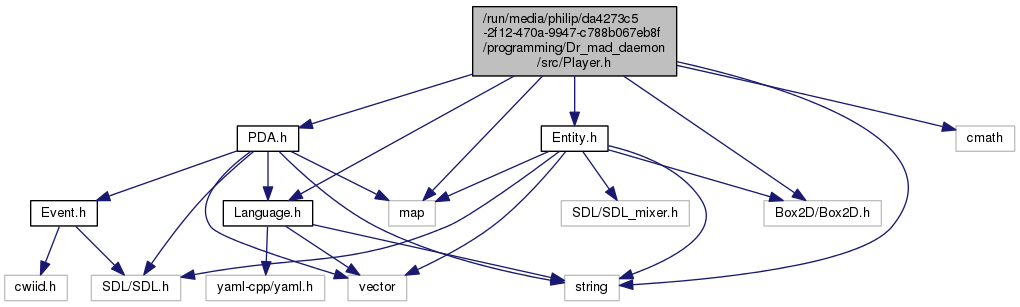 /run/media/philip/da4273c5
-2f12-470a-9947-c788b067eb8f
/programming/Dr_mad_daemon
/src/Player.h
PDA.h
Entity.h
cmath
Event.h
Language.h
map
SDL/SDL_mixer.h
Box2D/Box2D.h
cwiid.h
SDL/SDL.h
yaml-cpp/yaml.h
vector
string